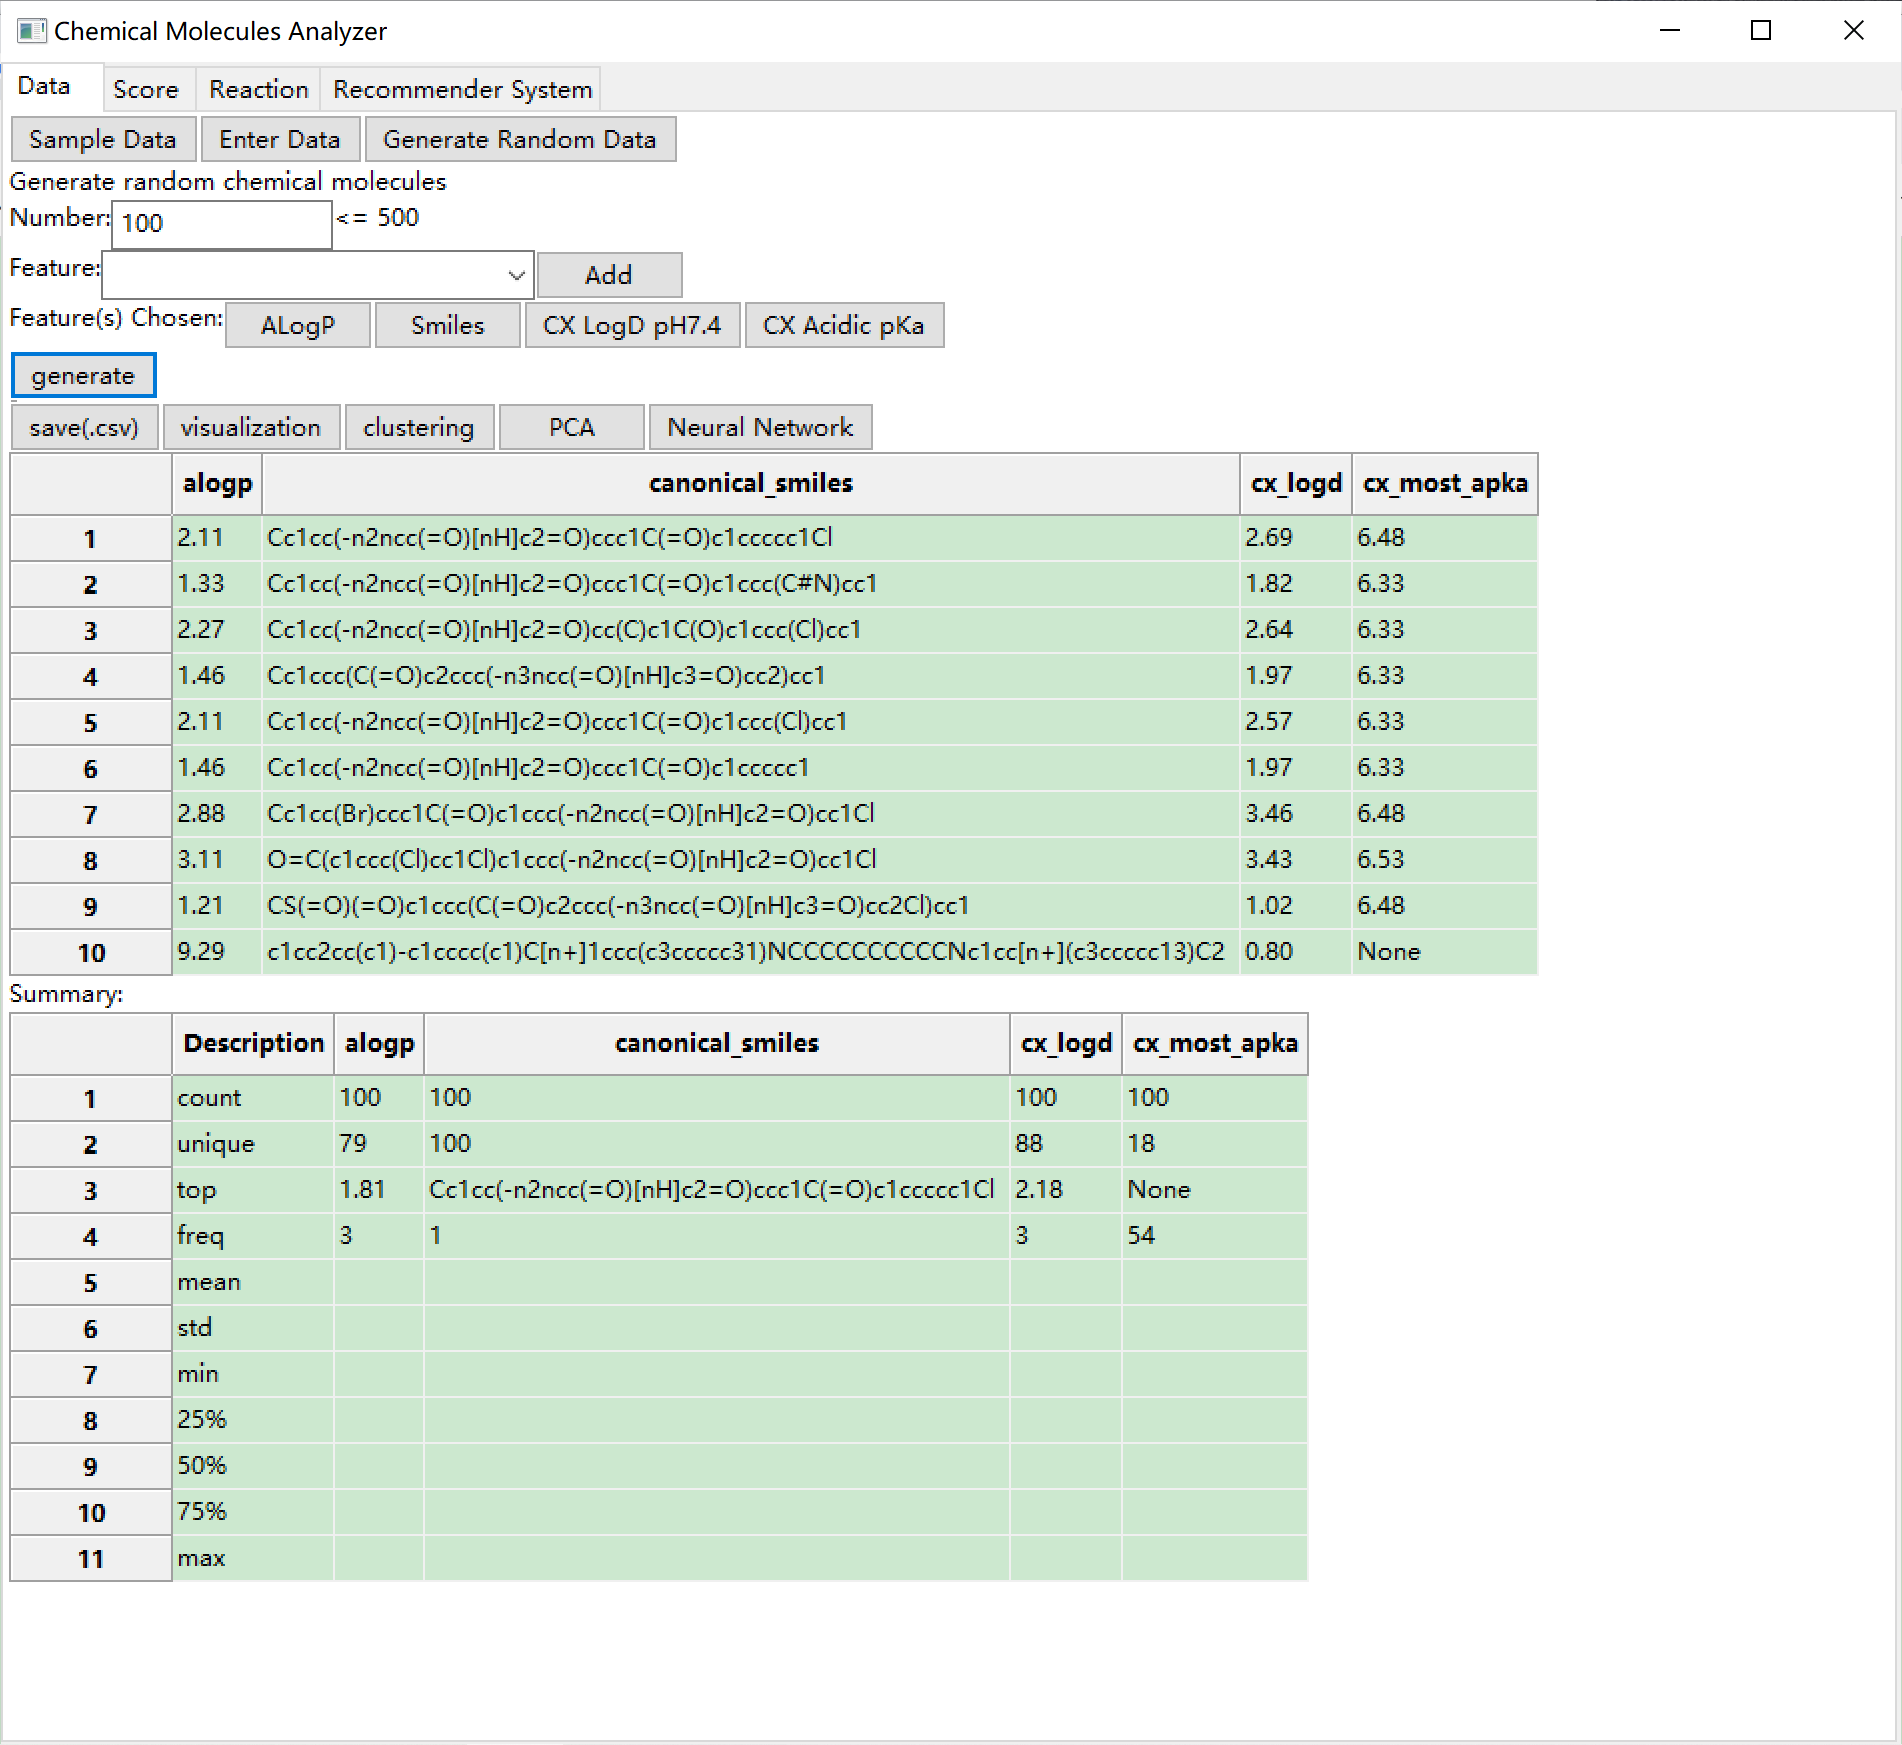 Chemical Molecules Analyzer
Data Score Reaction Recommender System
Sample Data Enter Data Generate Random Data
Generate random chemical molecules
Number: 100 <= 500
Feature: Add
Feature(s) Chosen: ALogP Smiles CX LogD pH7.4 CX Acidic pKa
generate
save(.csv) visualization clustering PCA Neural Network
alogp canonical_smiles cx_logd cx_most_apka
1 2.11 Cc1cc(-n2ncc(=O)[nH]c2=O)ccc1C(=O)c1ccccc1Cl 2.69 6.48
2 1.33 Cc1cc(-n2ncc(=O)[nH]c2=O)ccc1C(=O)c1ccc(C#N)cc1 1.82 6.33
3 2.27 Cc1cc(-n2ncc(=O)[nH]c2=O)cc(C)c1C(O)c1ccc(Cl)cc1 2.64 6.33
4 1.46 Cc1ccc(C(=O)c2ccc(-n3ncc(=O)[nH]c3=O)cc2)cc1 1.97 6.33
5 2.11 Cc1cc(-n2ncc(=O)[nH]c2=O)ccc1C(=O)c1ccc(Cl)cc1 2.57 6.33
6 1.46 Cc1cc(-n2ncc(=O)[nH]c2=O)ccc1C(=O)c1ccccc1 1.97 6.33
7 2.88 Cc1cc(Br)ccc1C(=O)c1ccc(-n2ncc(=O)[nH]c2=O)cc1Cl 3.46 6.48
8 3.11 O=C(c1ccc(Cl)cc1Cl)c1ccc(-n2ncc(=O)[nH]c2=O)cc1Cl 3.43 6.53
9 1.21 CS(=O)(=O)c1ccc(C(=O)c2ccc(-n3ncc(=O)[nH]c3=O)cc2Cl)cc1 1.02 6.48
10 9.29 c1cc2cc(c1)-c1cccc(c1)C[n+]1ccc(c3ccccc31)NCCCCCCCCCCNc1cc[n+](c3ccccc13)C2 0.80 None
Summary:
Description alogp canonical_smiles cx_logd cx_most_apka
1 count 100 100 100 100
2 unique 79 100 88 18
3 top 1.81 Cc1cc(-n2ncc(=O)[nH]c2=O)ccc1C(=O)c1ccccc1Cl 2.18 None
4 freq 3 1 3 54
5 mean
6 std
7 min
8 25%
9 50%
10 75%
11 max